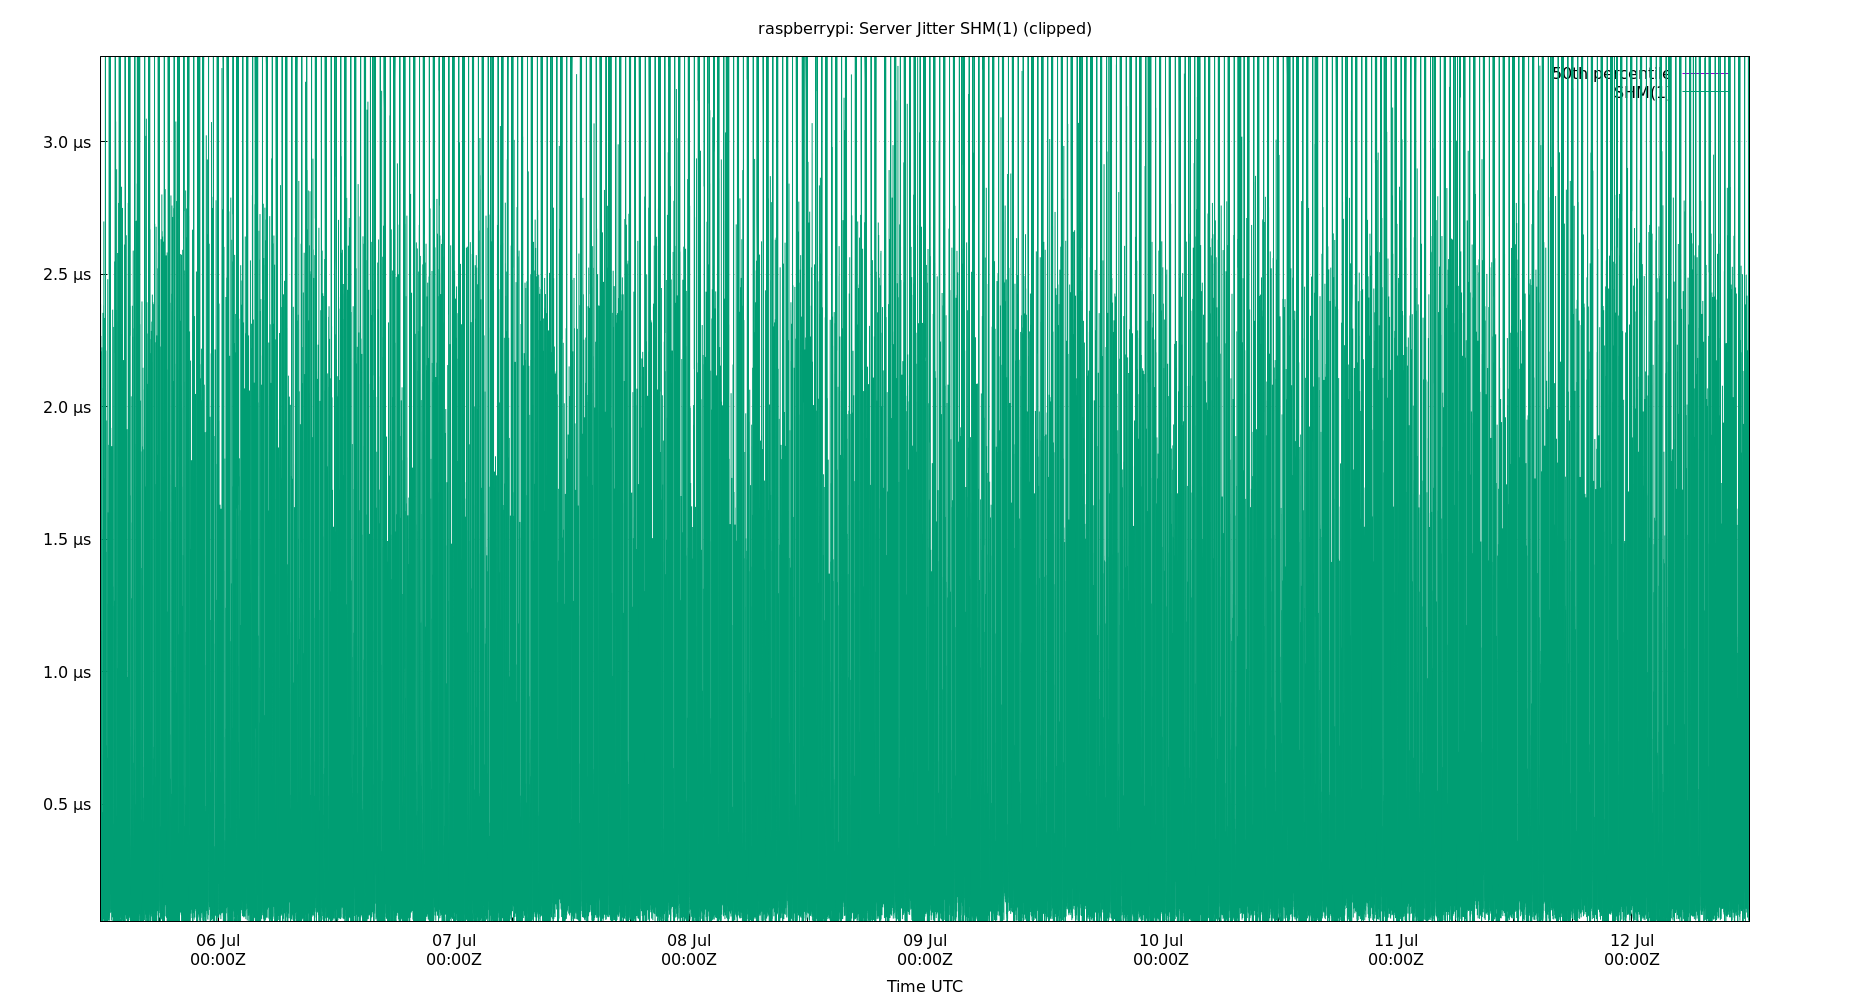 raspberrypi: Server Jitter SHM(1) (clipped)
50th percentile
SHM(1)
3.0 µs
2.5 µs
2.0 µs
1.5 µs
1.0 µs
0.5 µs
06 Jul 07 Jul 08 Jul 09 Jul 10 Jul 11 Jul 12 Jul
00:00Z 00:00Z 00:00Z 00:00Z 00:00Z 00:00Z 00:00Z
Time UTC